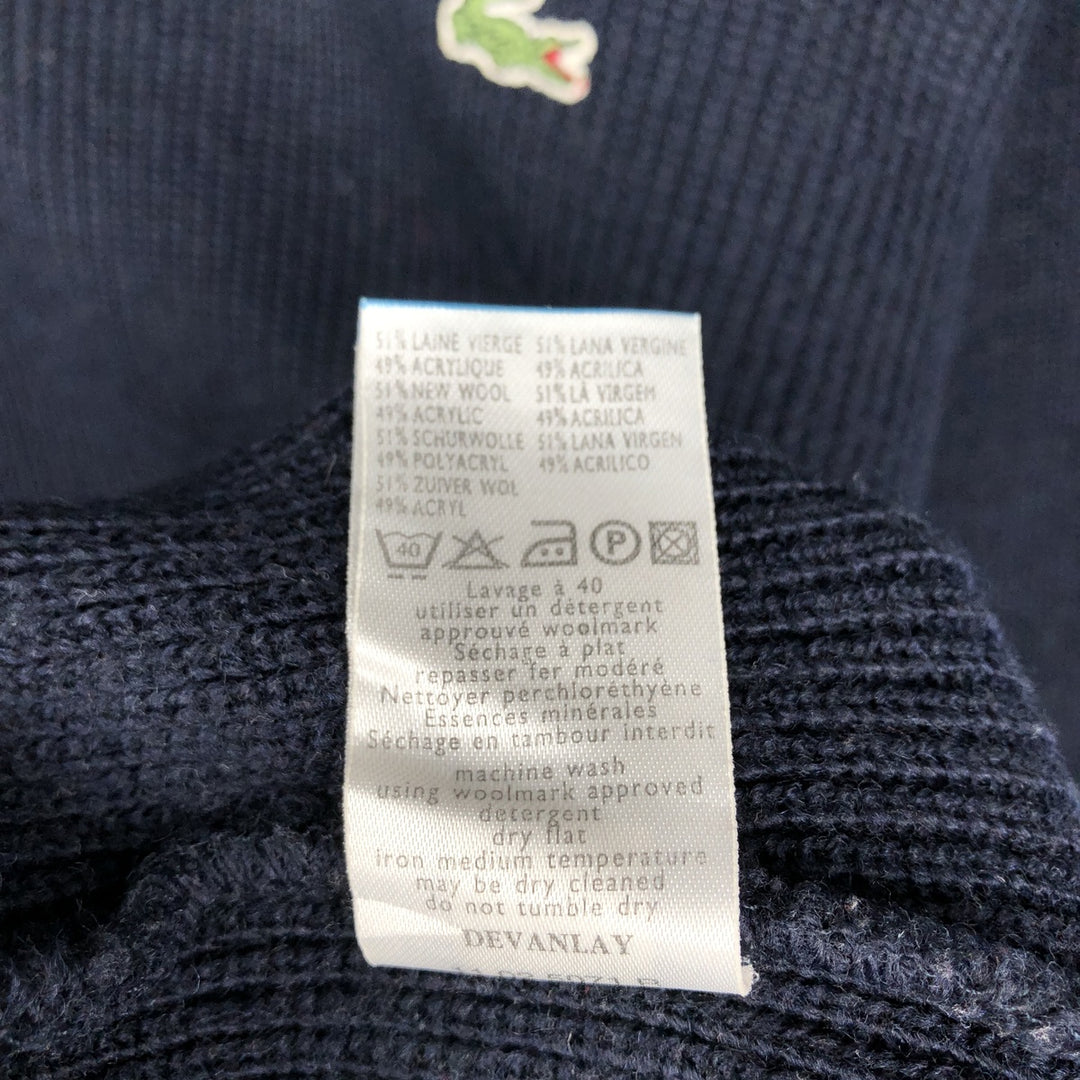 51% LAINE VIERGE 51% LANA VERGINE
49% ACRYLIQUE 49% ACRILICA
51% NEW WOOL 51% LÃ VIRGEM
49% ACRYLIC 49% ACRILICA
51% SCHURWOLLE 51% LANA VIRGEN
49% POLYACRYL 49% ACRILICO
51% ZUIVER WOL
49% ACRYL
40 P
Lavage à 40
utiliser un détergent
approuvé woolmark
Séchage à plat
repasser fer modéré
Nettoyer perchloréthyène
Essences minérales
Séchage en tambour interdit
machine wash
using woolmark approved
detergent
dry flat
iron medium temperature
may be dry cleaned
do not tumble dry
DEVANLAY